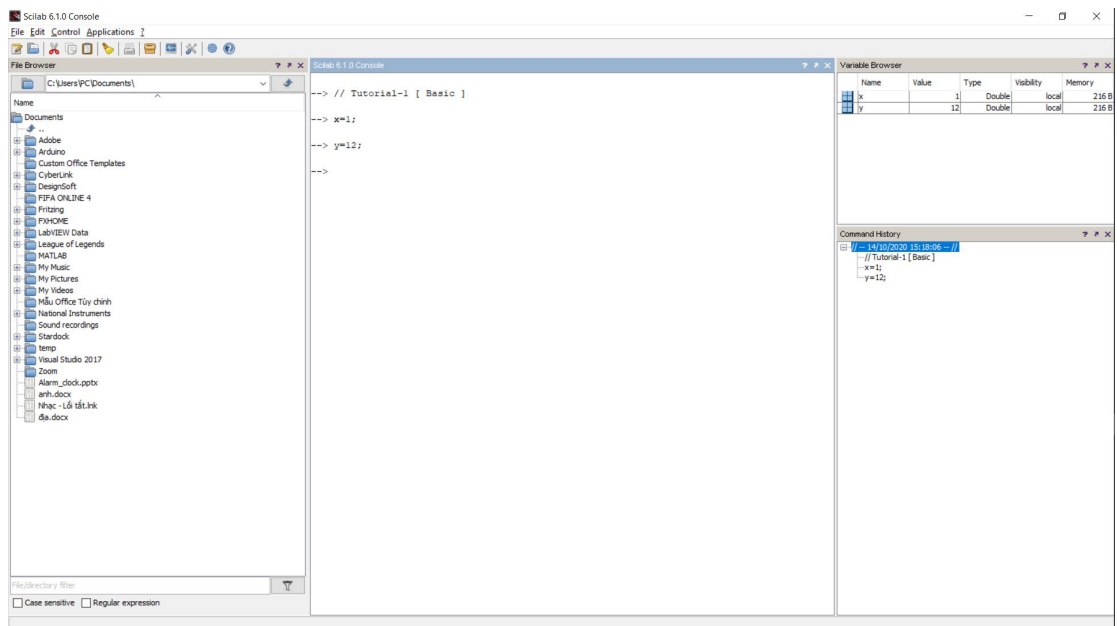 Scilab 6.1.0 Console
File Edit Control Applications ?
File Browser
C:\Users\PC\Documents\
Name
Documents
..
Adobe
Arduino
Custom Office Templates
CyberLink
DesignSoft
FIFA ONLINE 4
Fritzing
FXHOME
LabVIEW Data
League of Legends
MATLAB
My Music
My Pictures
My Videos
Mẫu Office Tùy chỉnh
National Instruments
Sound recordings
Stardock
temp
Visual Studio 2017
Zoom
Alarm_clock.pptx
anh.docx
Nhạc - Lối tắt.lnk
địa.docx
File/directory filter
Case sensitive Regular expression
Scilab 6.1.0 Console
--> // Tutorial-1 [ Basic ]
--> x=1;
--> y=12;
-->
Variable Browser
Name Value Type Visibility Memory
x 1 Double local 216 B
y 12 Double local 216 B
Command History
// -- 14/10/2020 15:18:06 -- //
// Tutorial-1 [ Basic ]
x=1;
y=12;